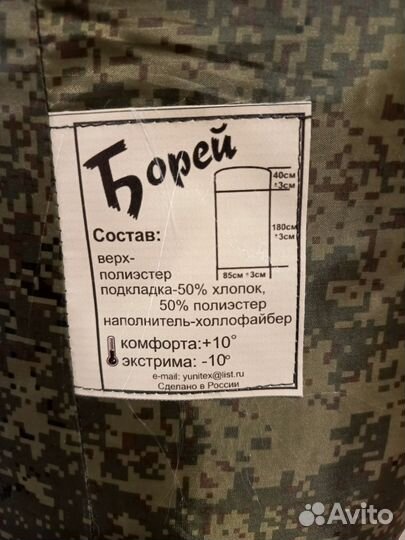 Борей
40см
±3см
180см
±3см
85см ±3см
Состав:
верх-
полиэстер
подкладка-50% хлопок,
50% полиэстер
наполнитель-холлофайбер
комфорта:+10°
экстрима: -10°
e-mail: yunitex@list.ru
Сделано в России
Avito